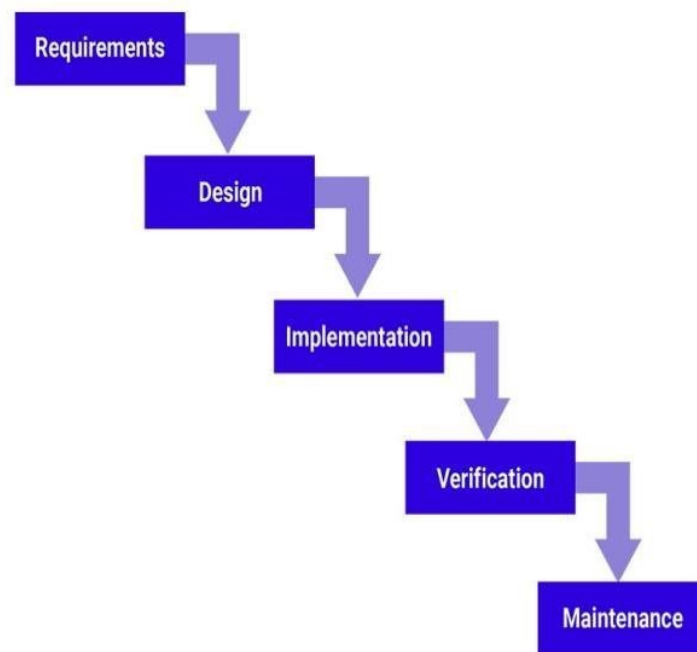 Requirements
Design
Implementation
Verification
Maintenance